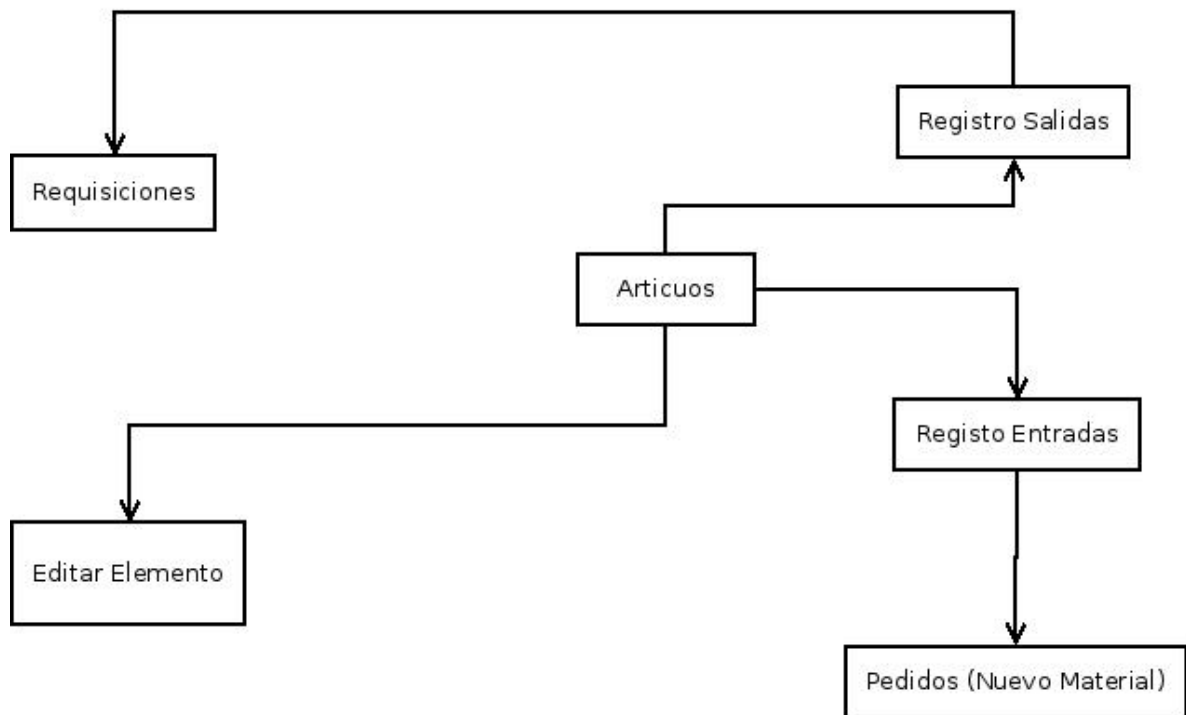 Registro Salidas
Requisiciones
Articuos
Registo Entradas
Editar Elemento
Pedidos (Nuevo Material)